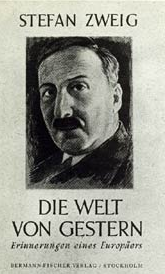 STEFAN ZWEIG
DIE WELT
VON GESTERN
Erinnerungen eines Europäers
BERMANN-FISCHER VERLAG / STOCKHOLM